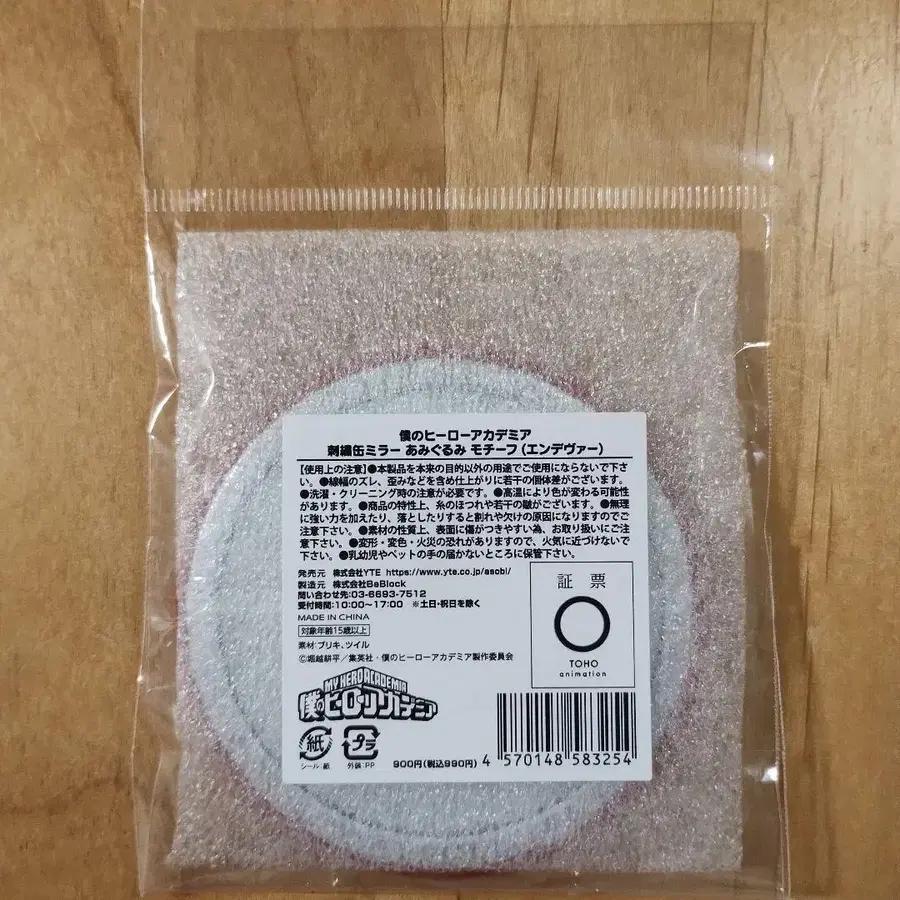 僕のヒーローアカデミア
刺繍缶ミラー あみぐるみ モチーフ(エンデヴァー)
【使用上の注意】●本製品を本来の目的以外の用途でご使用にならないで下さ
い。●線幅のズレ、歪みなどを含め仕上がりに若干の個体差がございます。
●洗濯・クリーニング時の注意が必要です。●高温により色が変わる可能性
があります。●商品の特性上、糸のほつれや若干の皺がございます。●無理
に強い力を加えたり、落としたりすると割れや欠けの原因になりますのでご
注意下さい。●素材の性質上、表面に傷がつきやすい為、お取り扱いにご注
意下さい。●変形・変色・火災の恐れがありますので、火気に近づけないで
下さい。●乳幼児やペットの手の届かないところに保管下さい。
発売元 株式会社YTE https://www.yte.co.jp/asobi/
製造元 株式会社BeBlock
問い合わせ先:03-6693-7512
受付時間:10:00〜17:00 ※土日・祝日を除く
MADE IN CHINA
対象年齢15歳以上
素材:ブリキ、ツイル
©堀越耕平/集英社・僕のヒーローアカデミア製作委員会
証票
TOHO
animation
MY HERO ACADEMIA
僕のヒーローアカデミア
紙
シール:紙
プラ
外装:PP
900円(税込990円)
4 570148 583254